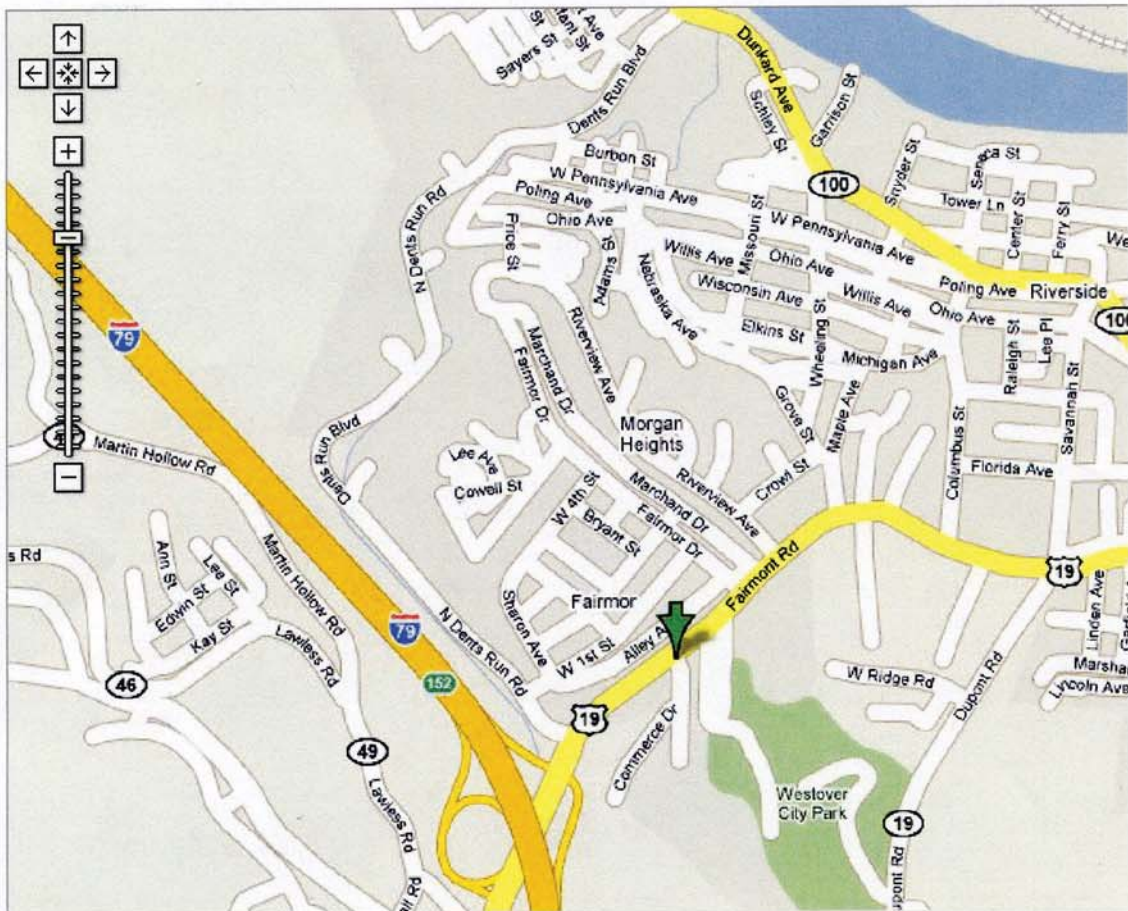 Sayers St
Dents Run Blvd
Dunkard Ave
Schley St
Garrison St
100
Snyder St
Seneca St
Tower Ln
Center St
Ferry St
Burbon St
W Pennsylvania Ave
Poling Ave
Ohio Ave
Price St
Adams St
N Dents Run Rd
Missouri St
W Pennsylvania Ave
Willis Ave
Ohio Ave
Nebraska Ave
Wisconsin Ave
Willis Ave
Poling Ave
Riverside
Ohio Ave
100
79
Riverview Ave
Marchand Dr
Fairmor Dr
Elkins St
Wheeling St
Michigan Ave
Raleigh St
Lee Pl
Savannah St
Grove St
Maple Ave
Morgan
Heights
Columbus St
Florida Ave
Martin Hollow Rd
Dents Run Blvd
Lee Ave
Cowell St
W 4th St
Bryant St
Marchand Dr
Fairmor Dr
Riverview Ave
Crowl St
Fairmont Rd
19
s Rd
Ann St
Lee St
Edwin St
Kay St
Martin Hollow Rd
Lawless Rd
79
152
N Dents Run Rd
Sharon Ave
Fairmor
W 1st St
Alley A
Linden Ave
Marshal
Lincoln Ave
W Ridge Rd
Dupont Rd
46
49
19
Commerce Dr
Westover
City Park
19
Lawless Rd
upont Rd